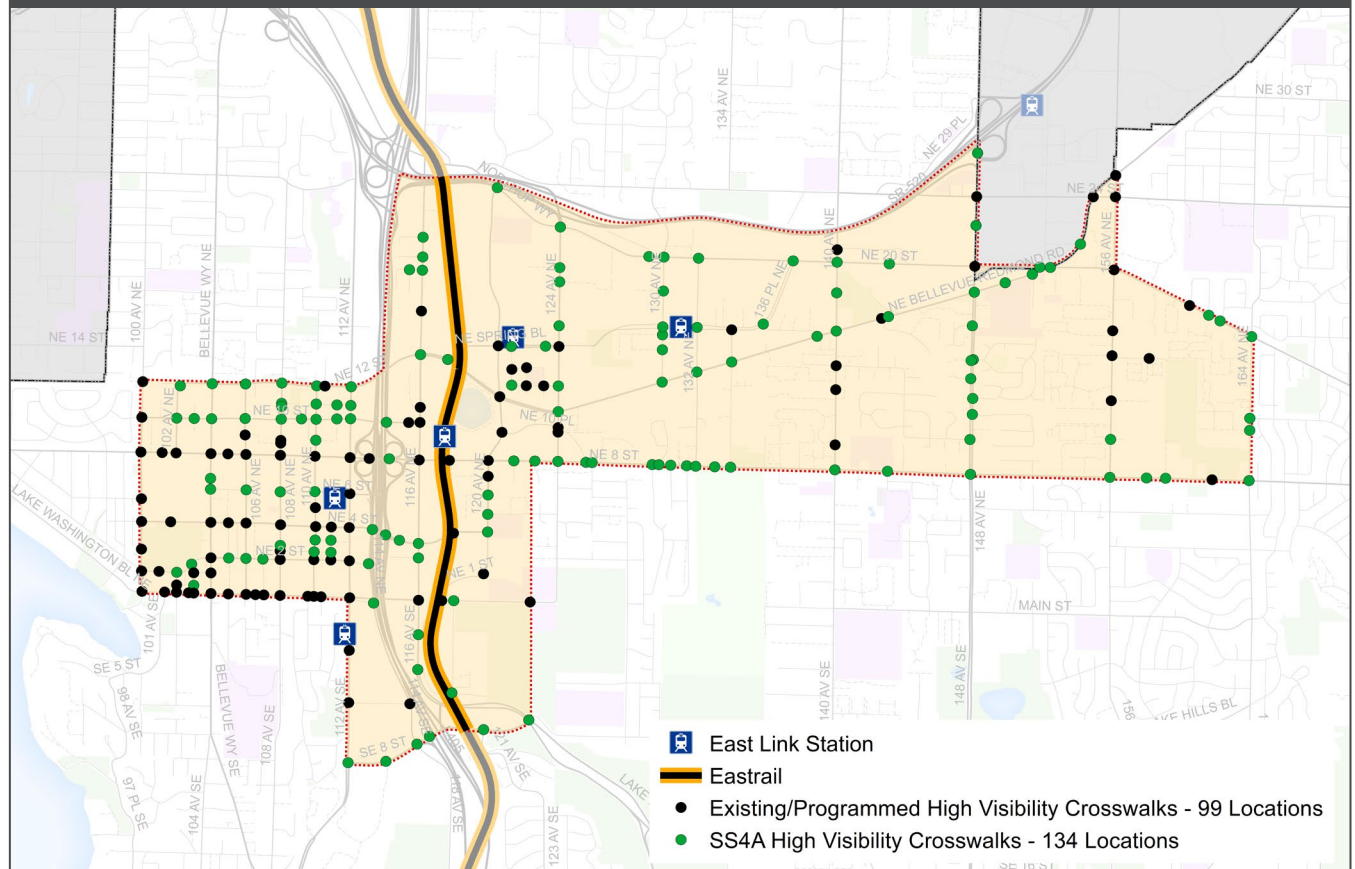 NE 30 ST
134 AV NE
NE 29 PL
SR-520
NORTHUP WY
NE 20 ST
156 AV NE
BELLEVUE WY NE
100 AV NE
112 AV NE
124 AV NE
130 AV NE
136 PL NE
NE BELLEVUE REDMOND RD
NE 14 ST
NE SPRING BL
132 AV NE
164 AV NE
NE 12 ST
102 AV NE
NE 10 ST
NE 10 PL
NE 8 ST
116 AV NE
120 AV NE
106 AV NE
108 AV NE
110 AV NE
NE 6 ST
NE 4 ST
NE 2 ST
148 AV NE
LAKE WASHINGTON BL NE
NE 1 ST
MAIN ST
101 AV SE
116 AV SE
SE 5 ST
98 AV SE
BELLEVUE WY SE
112 AV SE
108 AV SE
140 AV SE
148 AV SE
LAKE HILLS BL
SE 8 ST
121 AV SE
118 AV SE
97 PL SE
104 AV SE
123 AV SE
LAKE
East Link Station
Eastrail
Existing/Programmed High Visibility Crosswalks - 99 Locations
SS4A High Visibility Crosswalks - 134 Locations
SE 16 ST